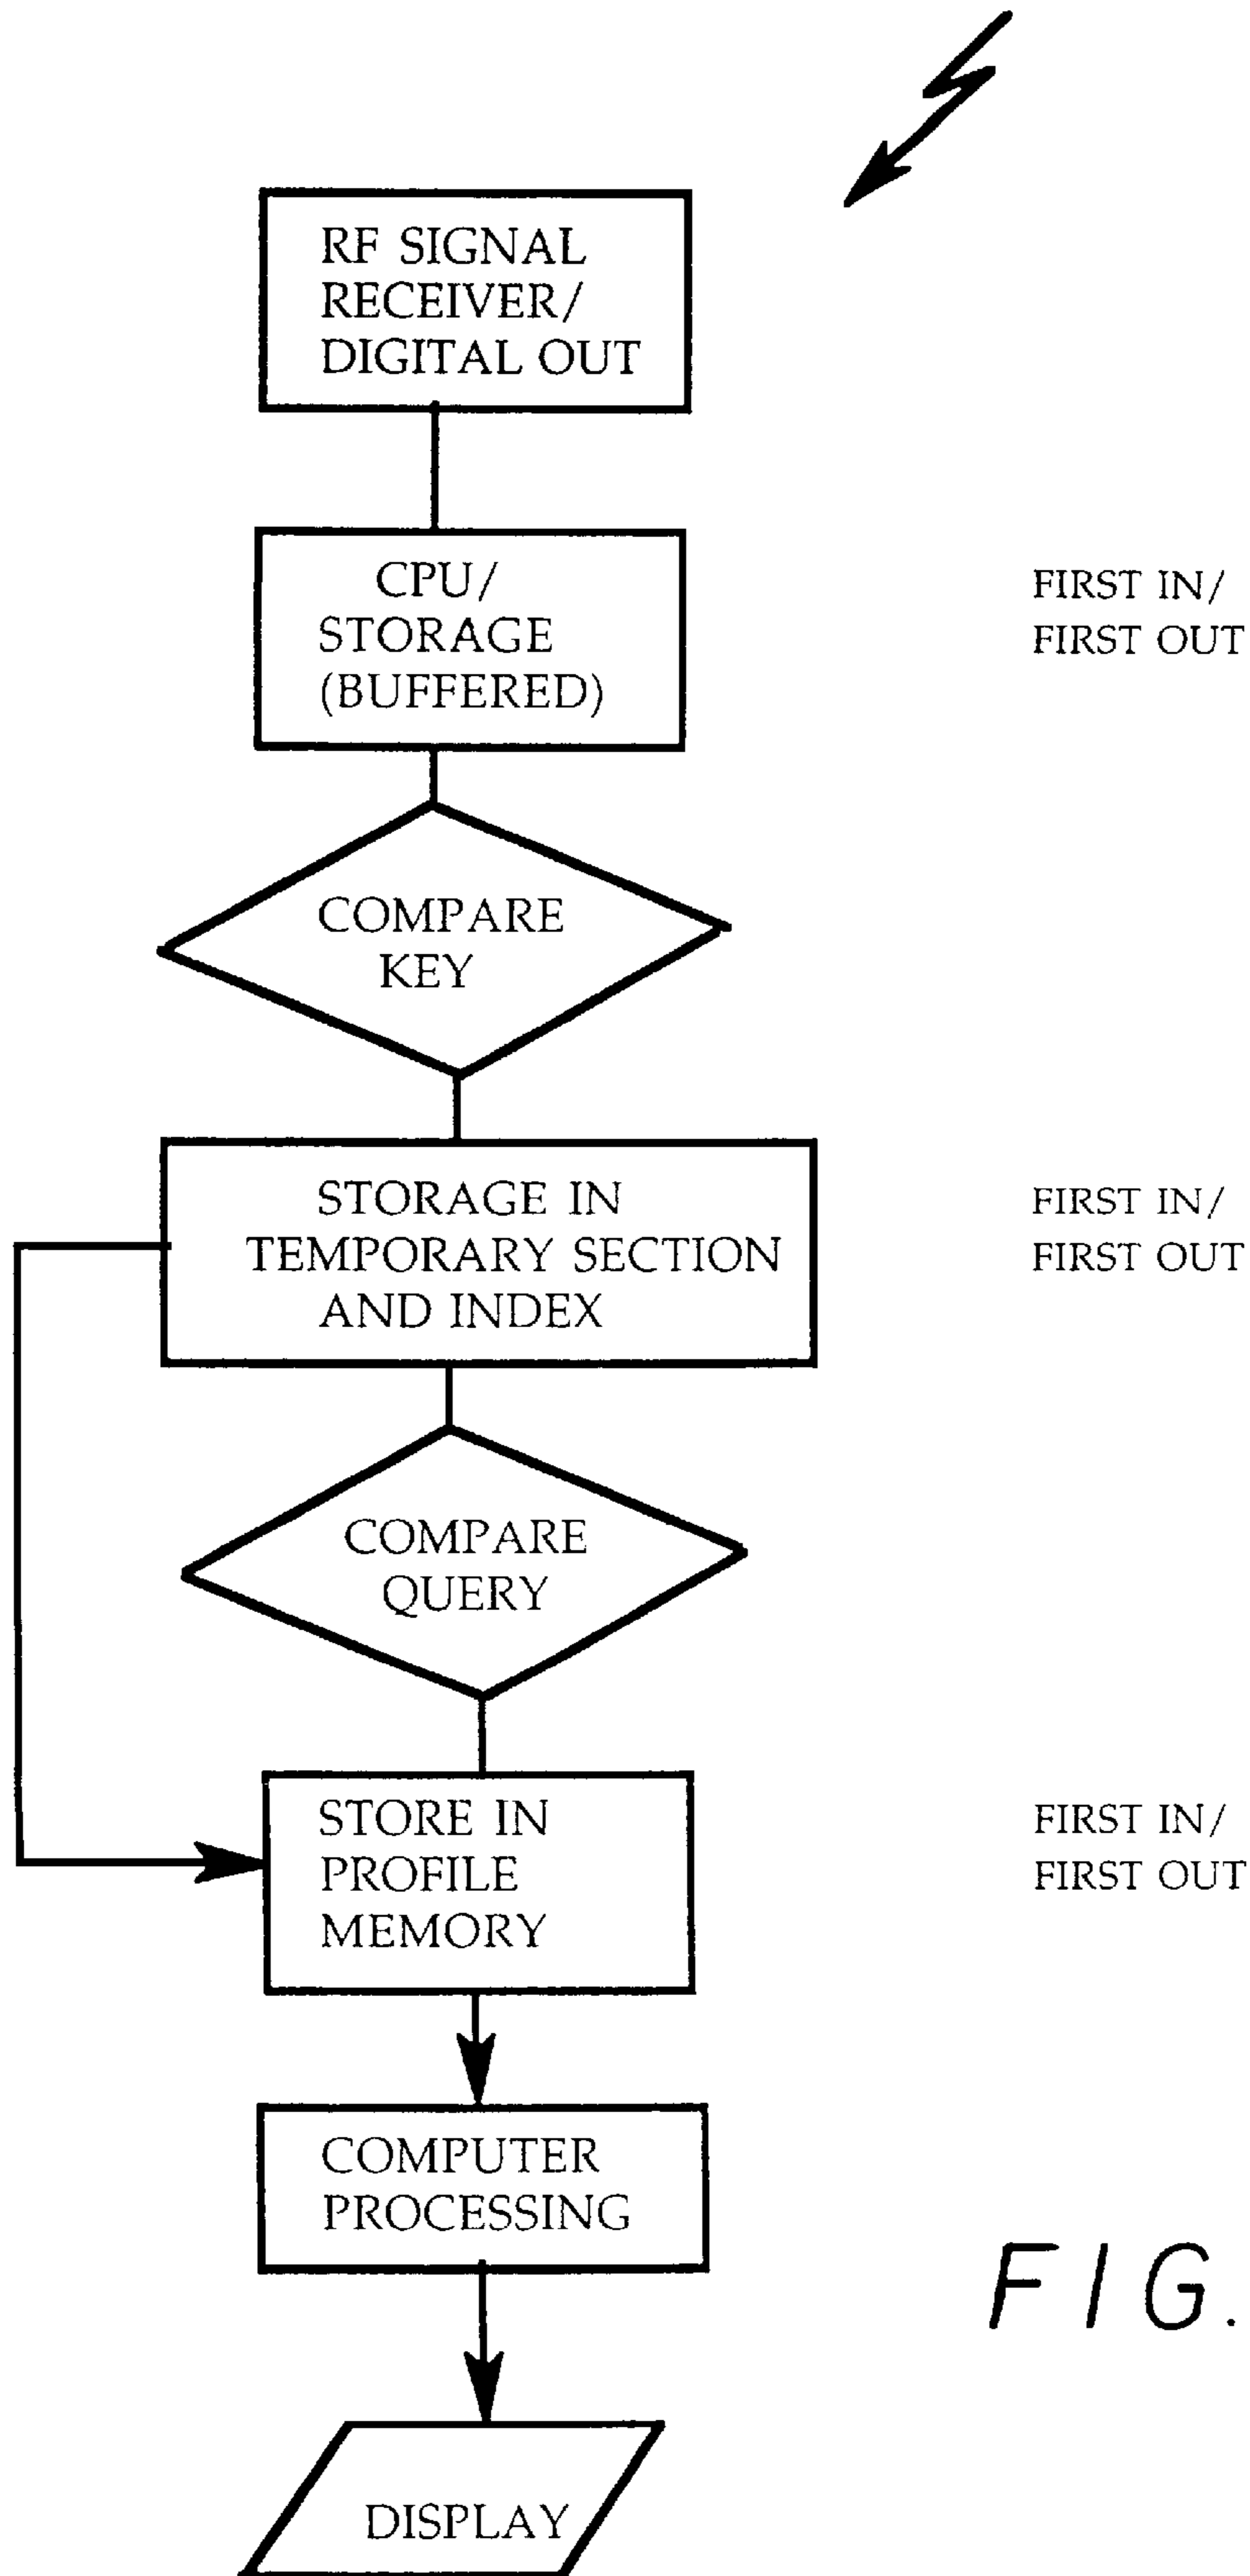 RF SIGNAL
RECEIVER/
DIGITAL OUT
CPU/
STORAGE
(BUFFERED)
FIRST IN/
FIRST OUT
COMPARE
KEY
STORAGE IN
TEMPORARY SECTION
AND INDEX
FIRST IN/
FIRST OUT
COMPARE
QUERY
STORE IN
PROFILE
MEMORY
FIRST IN/
FIRST OUT
COMPUTER
PROCESSING
FIG.
DISPLAY